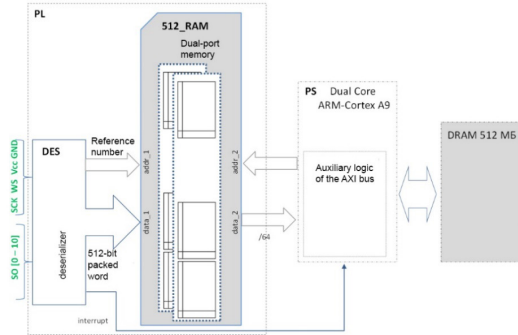 PL
512_RAM
Dual-port
memory
PS Dual Core
ARM-Cortex A9
DRAM 512 МБ
DES
Reference
number
addr_1
addr_2
Auxiliary logic
of the AXI bus
SCK WS Vcc GND
data_1
data_2
/64
SO [0–10]
deserializer
512-bit
packed
word
interrupt